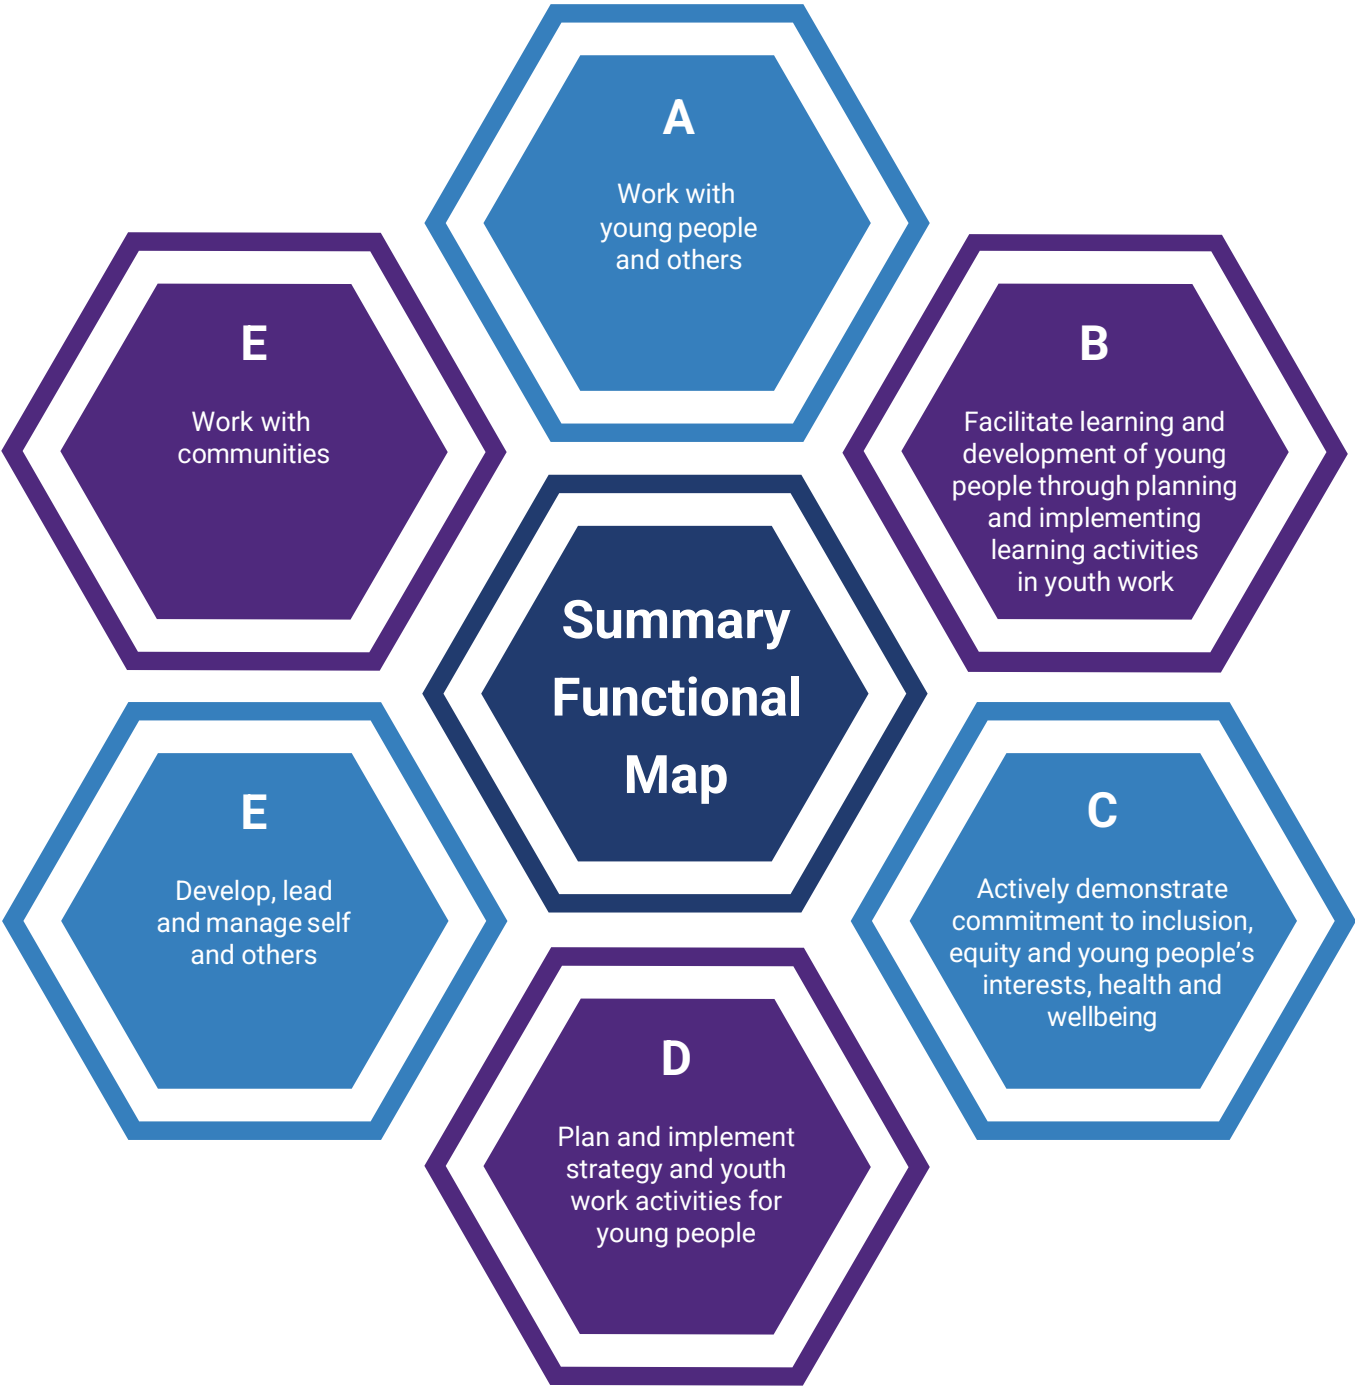 A
Work with
young people
and others
B
Facilitate learning and
development of young
people through planning
and implementing
learning activities
in youth work
C
Actively demonstrate
commitment to inclusion,
equity and young people’s
interests, health and
wellbeing
D
Plan and implement
strategy and youth
work activities for
young people
E
Develop, lead
and manage self
and others
E
Work with
communities
Summary
Functional
Map